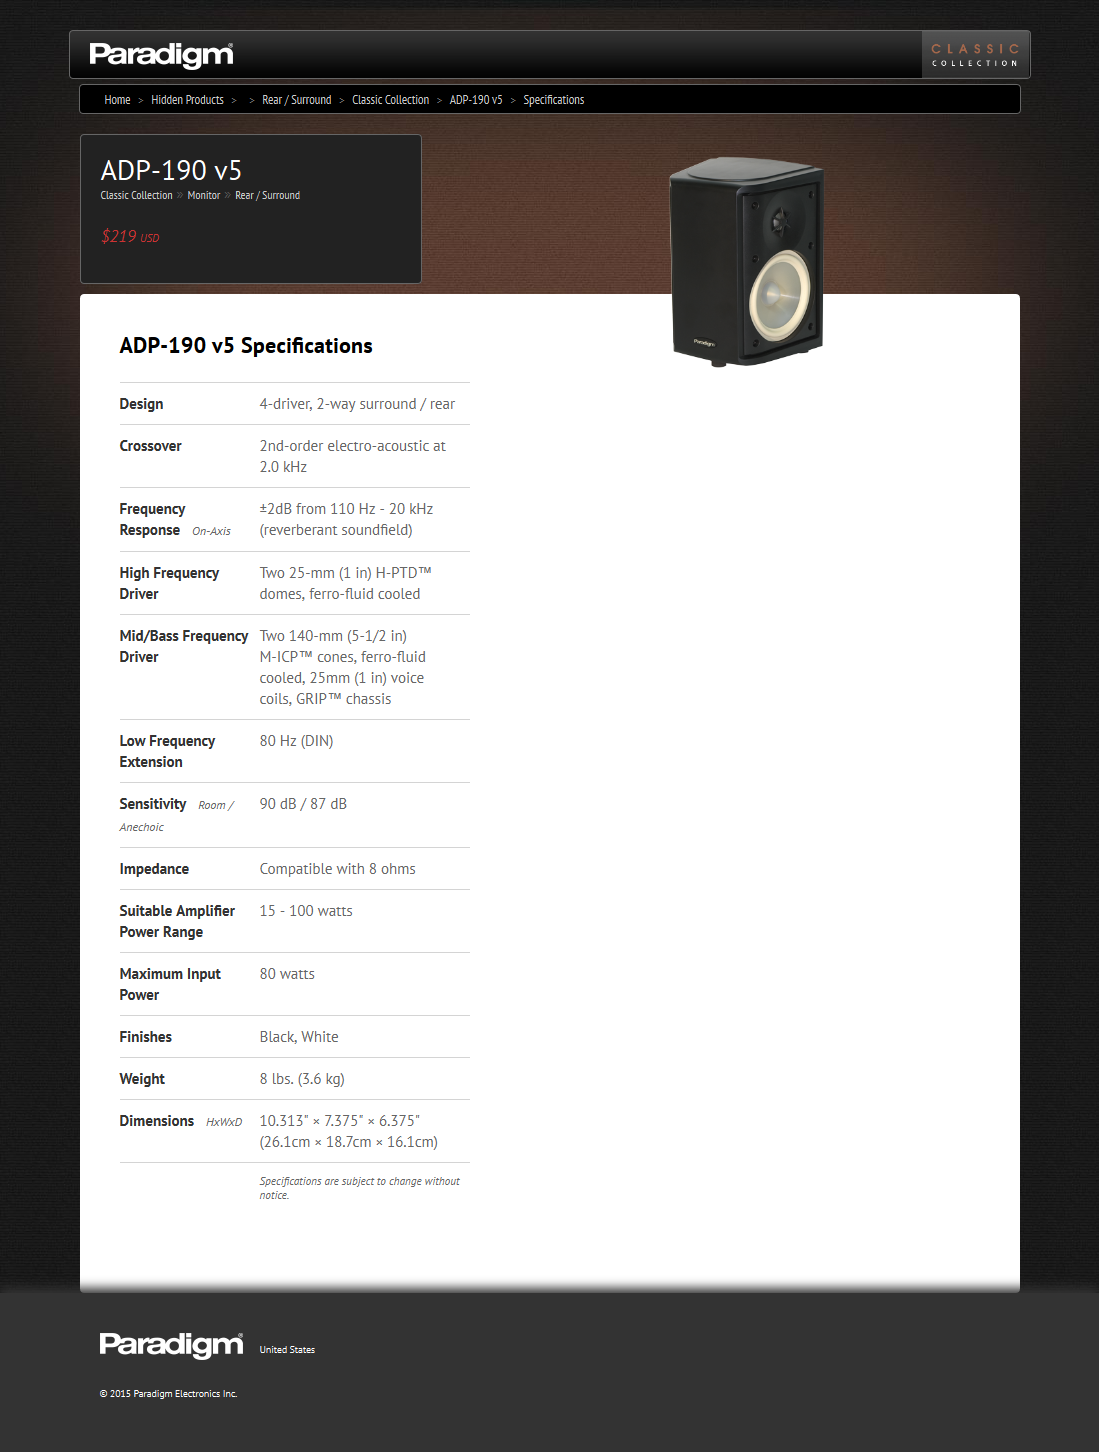 Paradigm®
CLASSIC
COLLECTION
Home > Hidden Products > > Rear / Surround > Classic Collection > ADP-190 v5 > Specifications
ADP-190 v5
Classic Collection » Monitor » Rear / Surround
$219 USD
Paradigm
ADP-190 v5 Specifications
Design 4-driver, 2-way surround / rear
Crossover 2nd-order electro-acoustic at
2.0 kHz
Frequency ±2dB from 110 Hz - 20 kHz
Response On-Axis (reverberant soundfield)
High Frequency Two 25-mm (1 in) H-PTD™
Driver domes, ferro-fluid cooled
Mid/Bass Frequency Two 140-mm (5-1/2 in)
Driver M-ICP™ cones, ferro-fluid
cooled, 25mm (1 in) voice
coils, GRIP™ chassis
Low Frequency 80 Hz (DIN)
Extension
Sensitivity Room / 90 dB / 87 dB
Anechoic
Impedance Compatible with 8 ohms
Suitable Amplifier 15 - 100 watts
Power Range
Maximum Input 80 watts
Power
Finishes Black, White
Weight 8 lbs. (3.6 kg)
Dimensions HxWxD 10.313" × 7.375" × 6.375"
(26.1cm × 18.7cm × 16.1cm)
Specifications are subject to change without
notice.
Paradigm® United States
© 2015 Paradigm Electronics Inc.